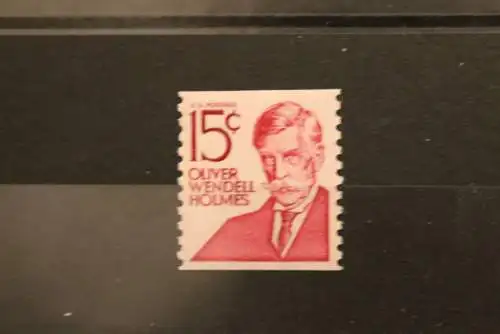 U.S. POSTAGE
15¢
OLIVER
WENDELL
HOLMES